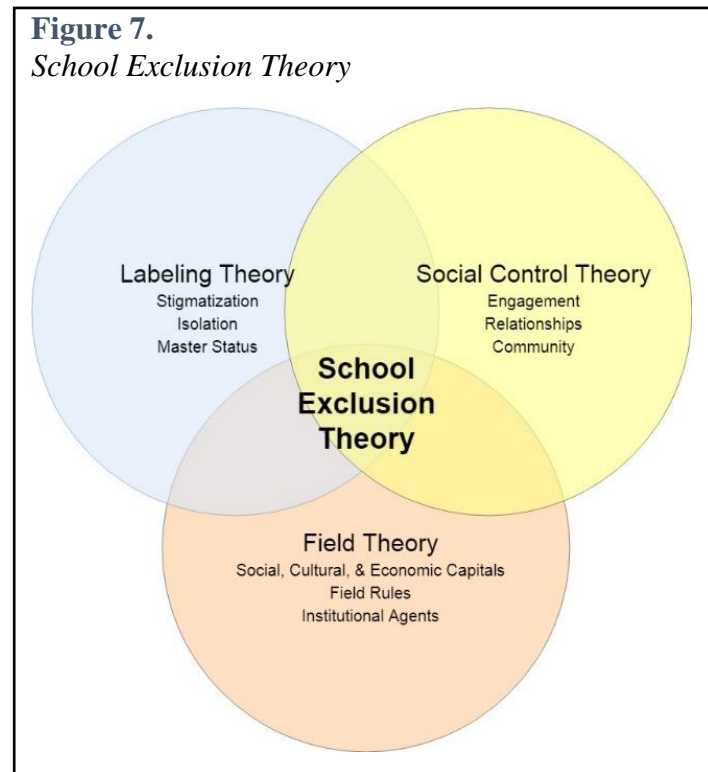 Figure 7.
School Exclusion Theory
Labeling Theory
Stigmatization
Isolation
Master Status
Social Control Theory
Engagement
Relationships
Community
School
Exclusion
Theory
Field Theory
Social, Cultural, & Economic Capitals
Field Rules
Institutional Agents